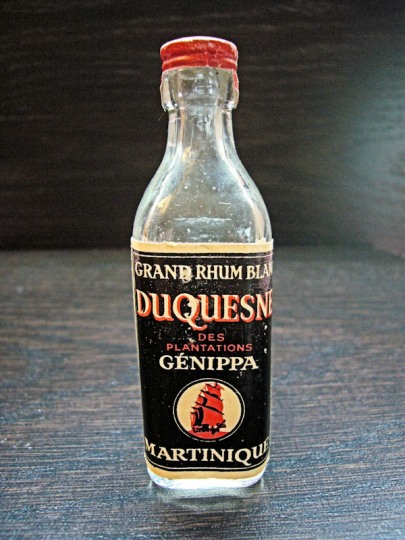 GRAND RHUM BLAN
DUQUESNE
DES
PLANTATIONS
GÉNIPPA
MARTINIQUE